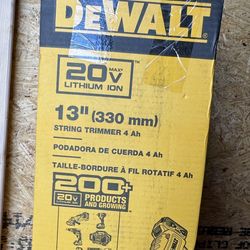 DEWALT
20V MAX*
LITHIUM ION
13" (330 mm)
STRING TRIMMER 4 Ah
PODADORA DE CUERDA 4 Ah
TAILLE-BORDURE À FIL ROTATIF 4 Ah
200+
20V
PRODUCTS
AND GROWING